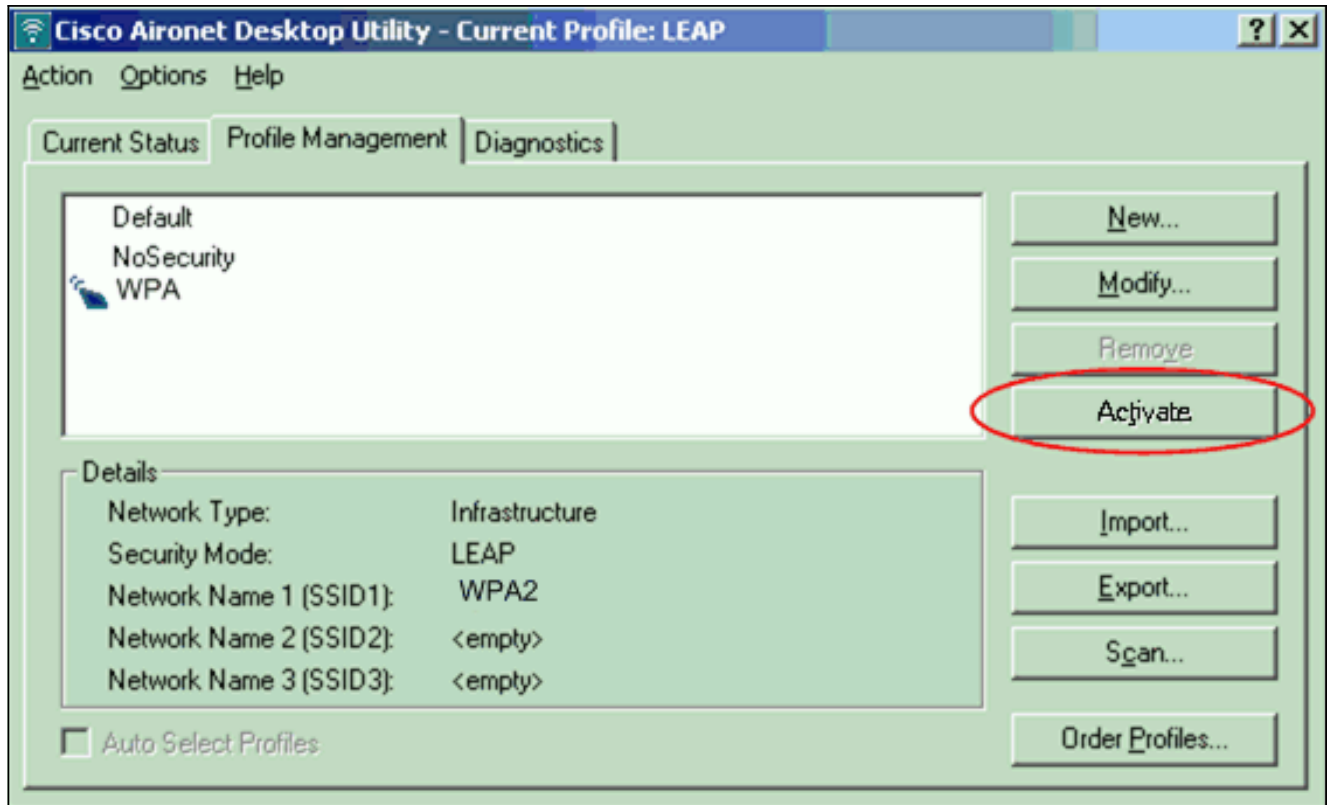 Cisco Aironet Desktop Utility - Current Profile: LEAP
Action Options Help
Current Status Profile Management Diagnostics
Default
NoSecurity
WPA
New...
Modify...
Remove
Activate
Details
Network Type: Infrastructure
Security Mode: LEAP
Network Name 1 (SSID1): WPA2
Network Name 2 (SSID2): <empty>
Network Name 3 (SSID3): <empty>
Import...
Export...
Scan...
Auto Select Profiles
Order Profiles...